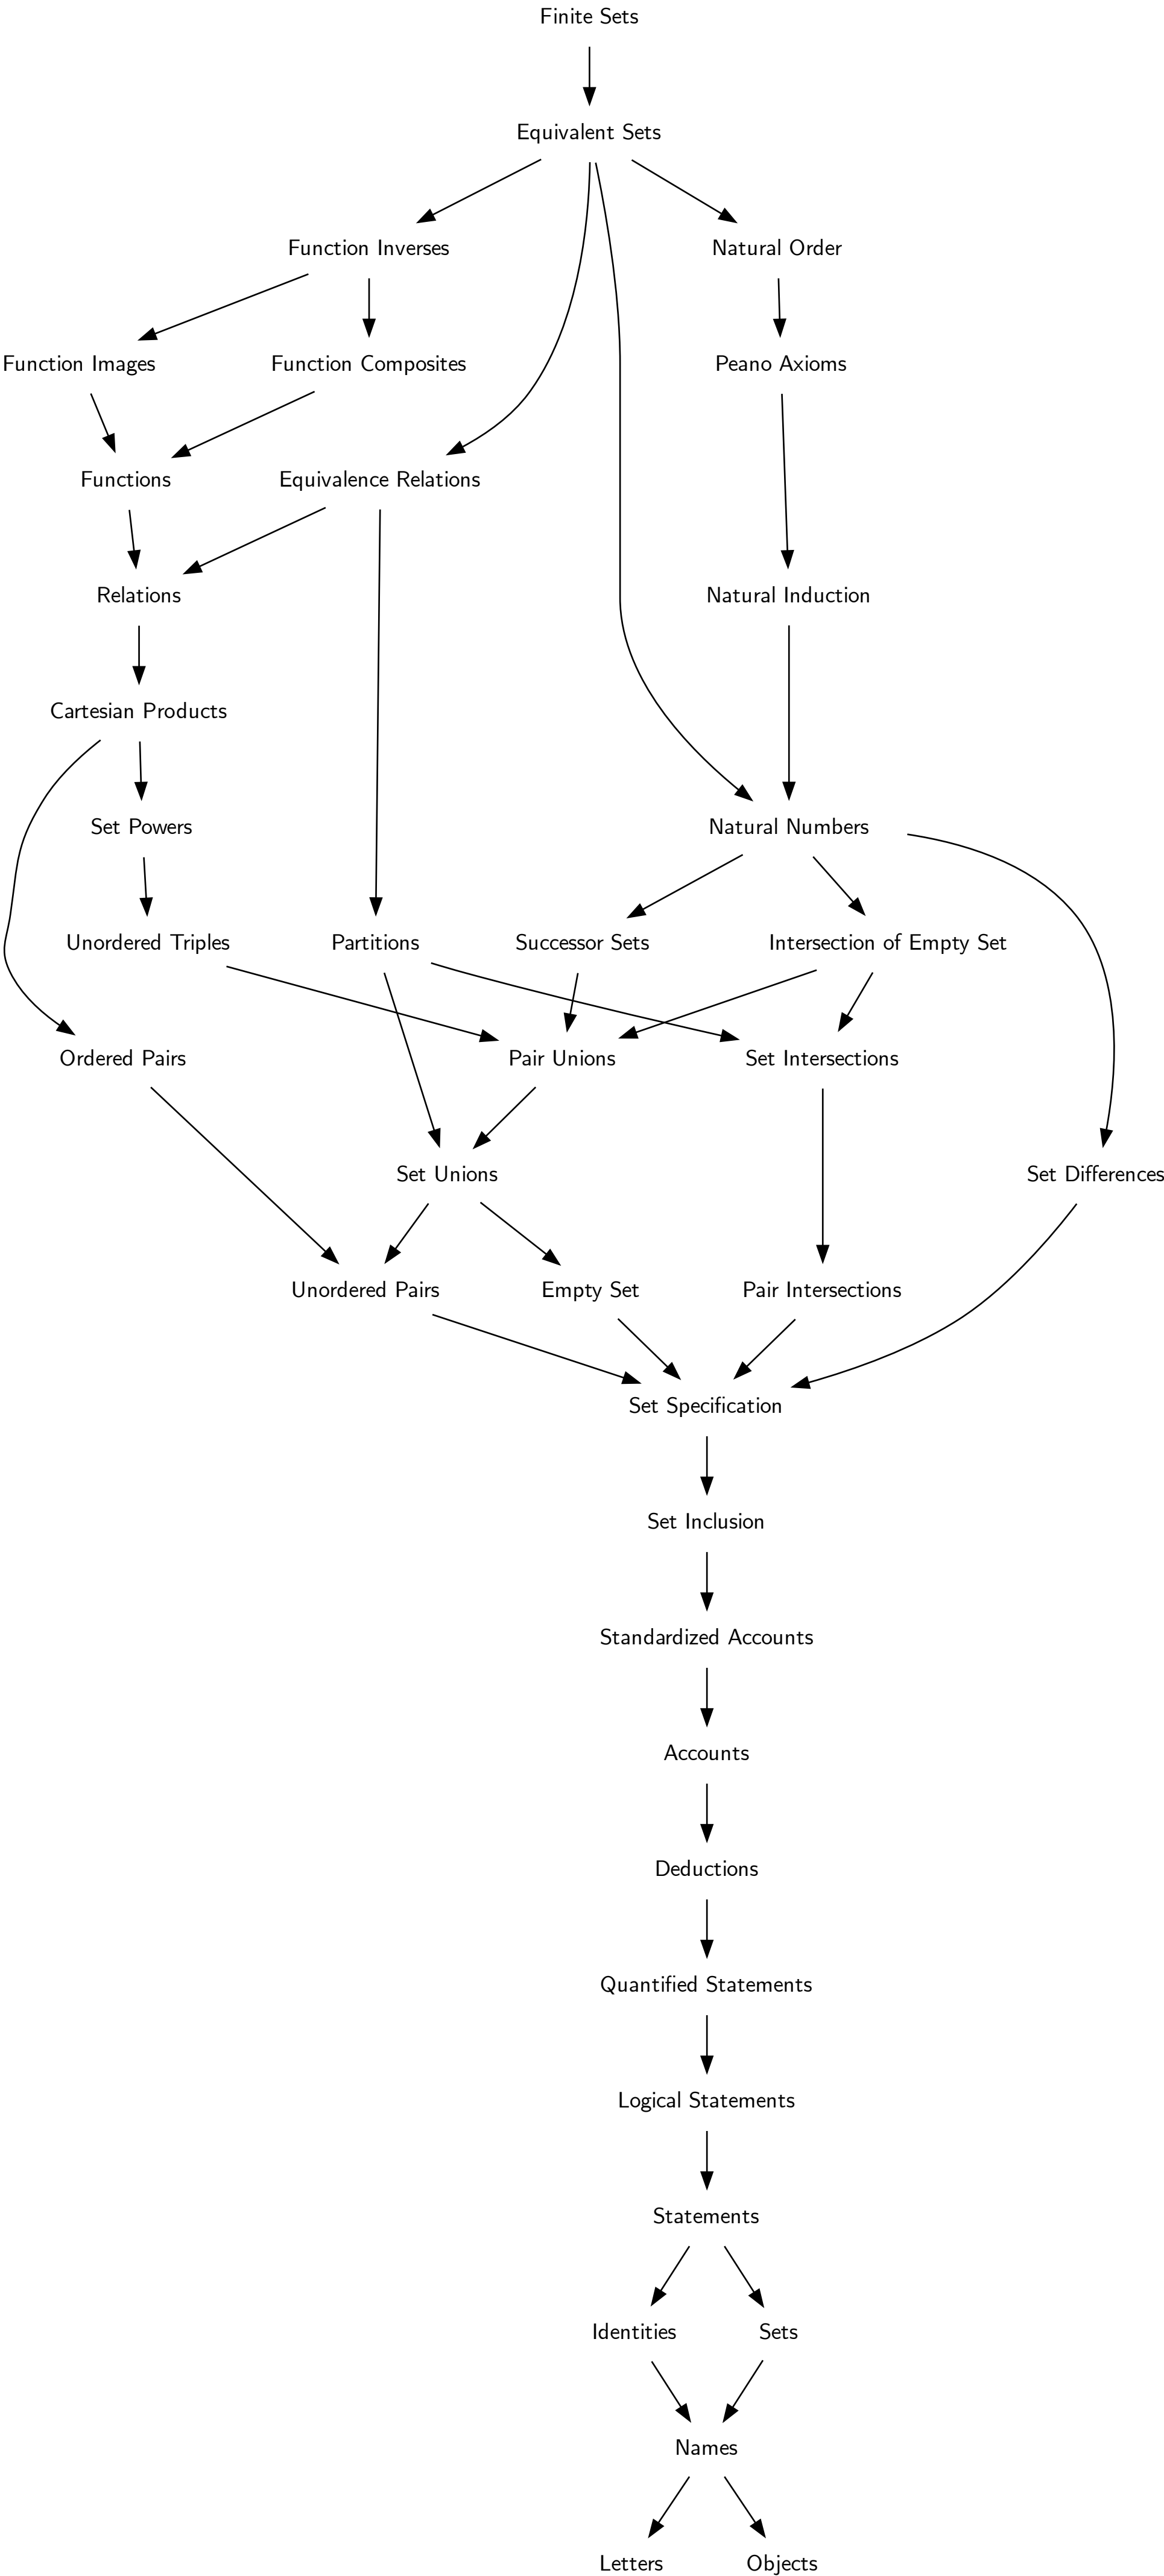 Finite Sets
Equivalent Sets
Function Inverses
Natural Order
Function Images
Function Composites
Peano Axioms
Functions
Equivalence Relations
Relations
Natural Induction
Cartesian Products
Set Powers
Natural Numbers
Unordered Triples
Partitions
Successor Sets
Intersection of Empty Set
Ordered Pairs
Pair Unions
Set Intersections
Set Unions
Set Differences
Unordered Pairs
Empty Set
Pair Intersections
Set Specification
Set Inclusion
Standardized Accounts
Accounts
Deductions
Quantified Statements
Logical Statements
Statements
Identities
Sets
Names
Letters
Objects